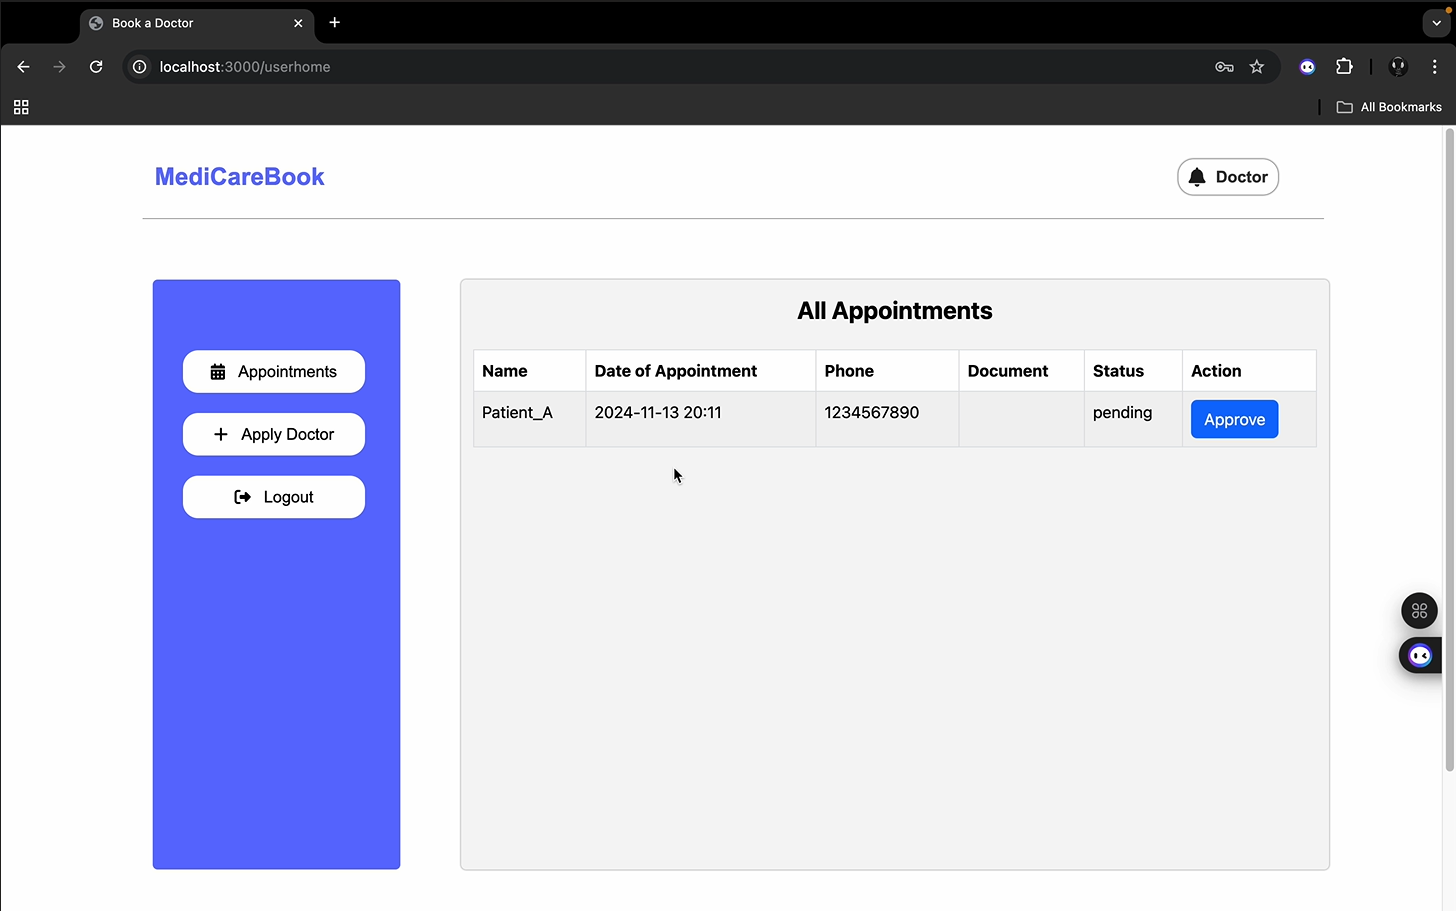 Book a Doctor
localhost:3000/userhome
All Bookmarks
MediCareBook
Doctor
Appointments
Apply Doctor
Logout
All Appointments
Name Date of Appointment Phone Document Status Action
Patient_A 2024-11-13 20:11 1234567890 pending Approve